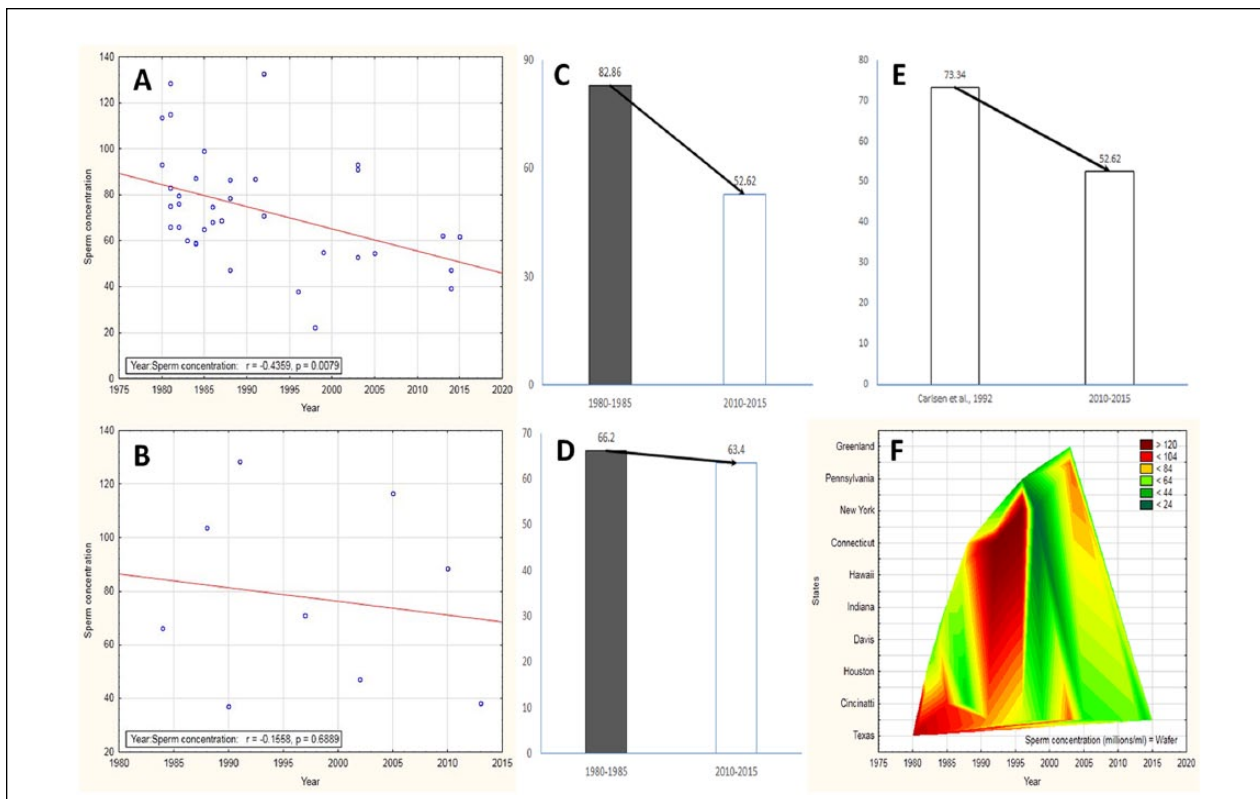 A
140
120
100
80
60
40
20
0
Sperm concentration
Year:Sperm concentration: r = -0.4359, p = 0.0079
1975 1980 1985 1990 1995 2000 2005 2010 2015 2020
Year
C
90
60
30
0
82.86
52.62
1980-1985 2010-2015
E
80
70
60
50
40
30
20
10
0
73.34
52.62
Carlsen et al., 1992 2010-2015
B
140
120
100
80
60
40
20
Sperm concentration
Year:Sperm concentration: r = -0.1558, p = 0.6889
1980 1985 1990 1995 2000 2005 2010 2015
Year
D
70
60
50
40
30
20
10
0
66.2
63.4
1980-1985 2010-2015
F
> 120
< 104
< 84
< 64
< 44
< 24
Greenland
Pennsylvania
New York
Connecticut
Hawaii
Indiana
Davis
Houston
Cincinatti
Texas
States
Sperm concentration (millions/ml) = Wafer
1975 1980 1985 1990 1995 2000 2005 2010 2015 2020
Year